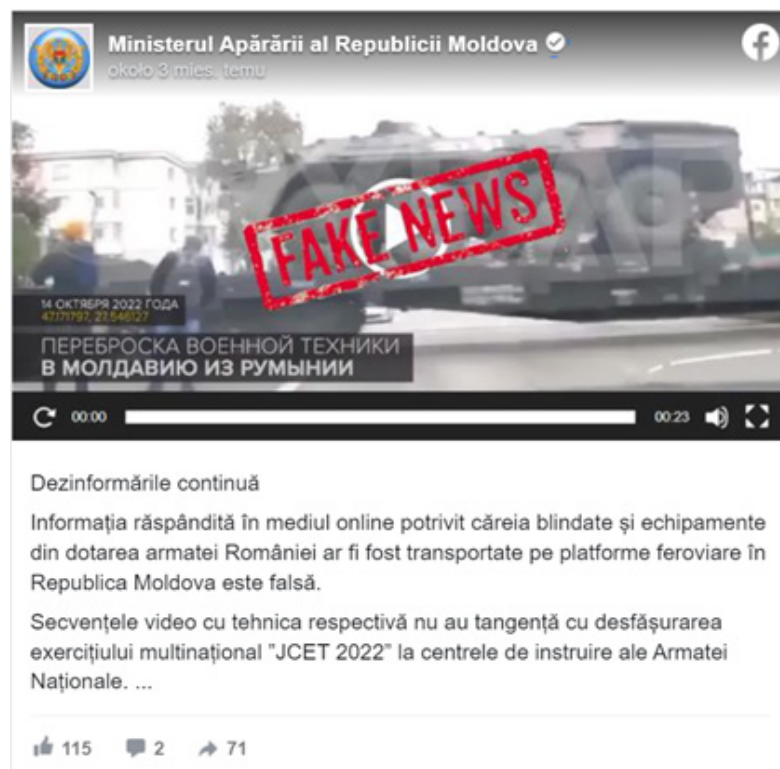 Ministerul Apărării al Republicii Moldova
około 3 mies. temu
FAKE NEWS
14 ОКТЯБРЯ 2022 ГОДА
47.171797, 27.546127
ПЕРЕБРОСКА ВОЕННОЙ ТЕХНИКИ
В МОЛДАВИЮ ИЗ РУМЫНИИ
00:00
00:23
Dezinformările continuă
Informația răspândită în mediul online potrivit căreia blindate și echipamente
din dotarea armatei României ar fi fost transportate pe platforme feroviare în
Republica Moldova este falsă.
Secvențele video cu tehnica respectivă nu au tangență cu desfășurarea
exercițiului multinațional "JCET 2022" la centrele de instruire ale Armatei
Naționale. ...
115 2 71